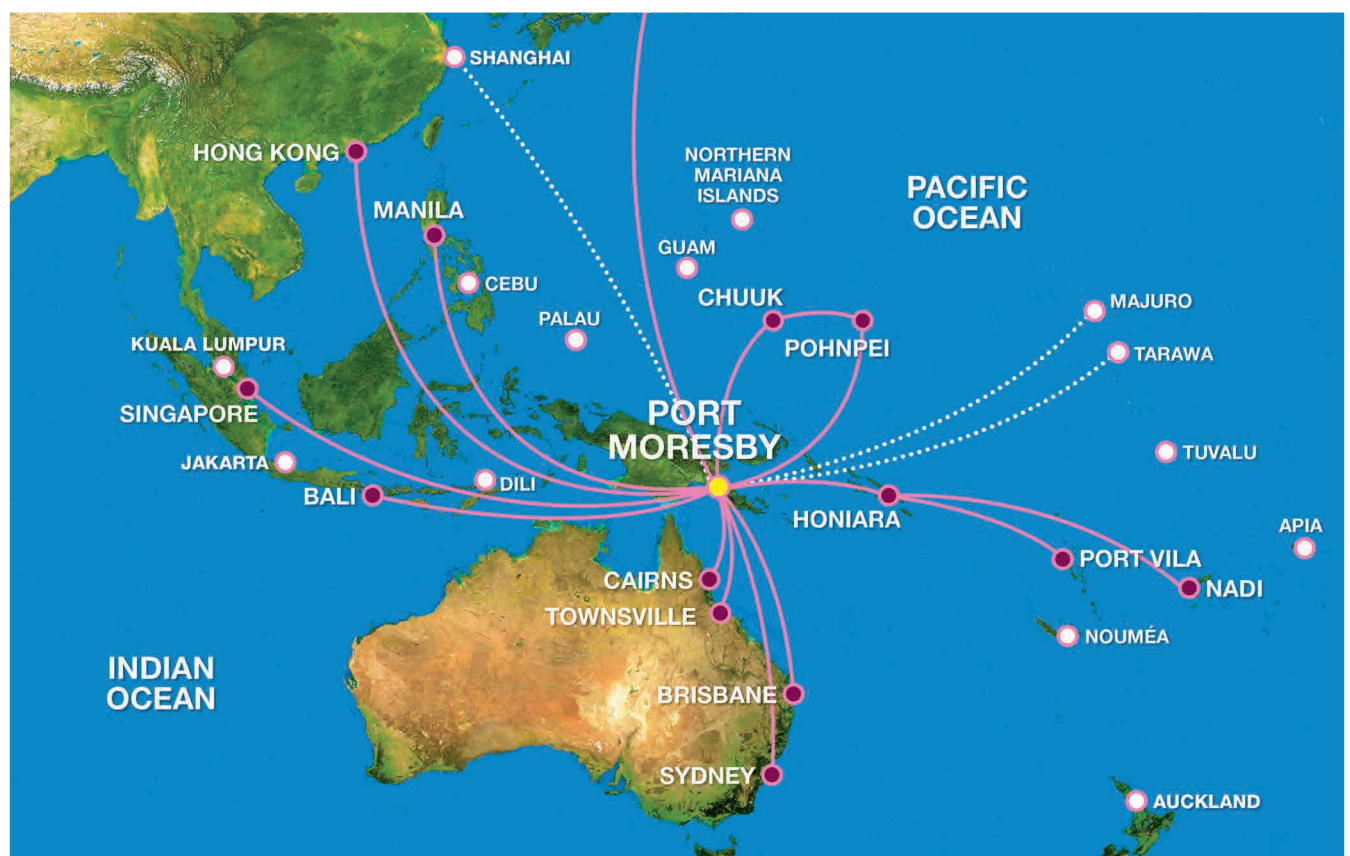 SHANGHAI
HONG KONG
NORTHERN
MARIANA
ISLANDS
PACIFIC
OCEAN
MANILA
GUAM
CEBU
CHUUK
MAJURO
PALAU
KUALA LUMPUR
POHNPEI
TARAWA
SINGAPORE
PORT
MORESBY
JAKARTA
TUVALU
DILI
BALI
HONIARA
APIA
PORT VILA
CAIRNS
NADI
TOWNSVILLE
NOUMÉA
INDIAN
OCEAN
BRISBANE
SYDNEY
AUCKLAND